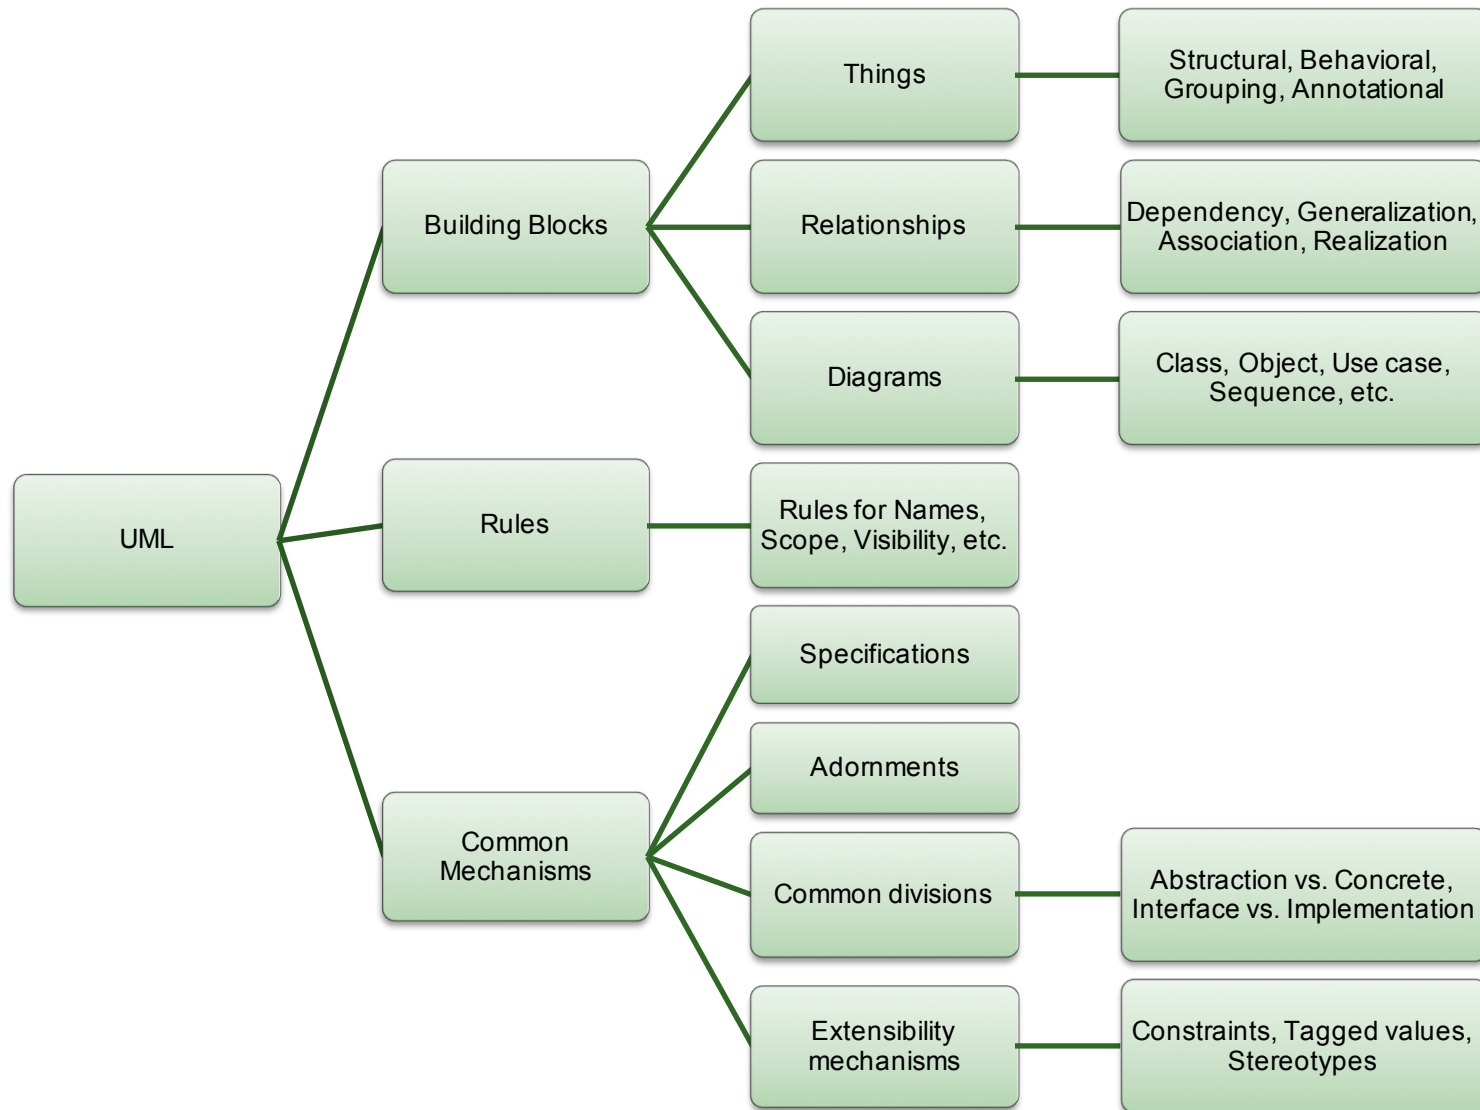 UML
Building Blocks
Things
Structural, Behavioral,
Grouping, Annotational
Relationships
Dependency, Generalization,
Association, Realization
Diagrams
Class, Object, Use case,
Sequence, etc.
Rules
Rules for Names,
Scope, Visibility, etc.
Common
Mechanisms
Specifications
Adornments
Common divisions
Abstraction vs. Concrete,
Interface vs. Implementation
Extensibility
mechanisms
Constraints, Tagged values,
Stereotypes